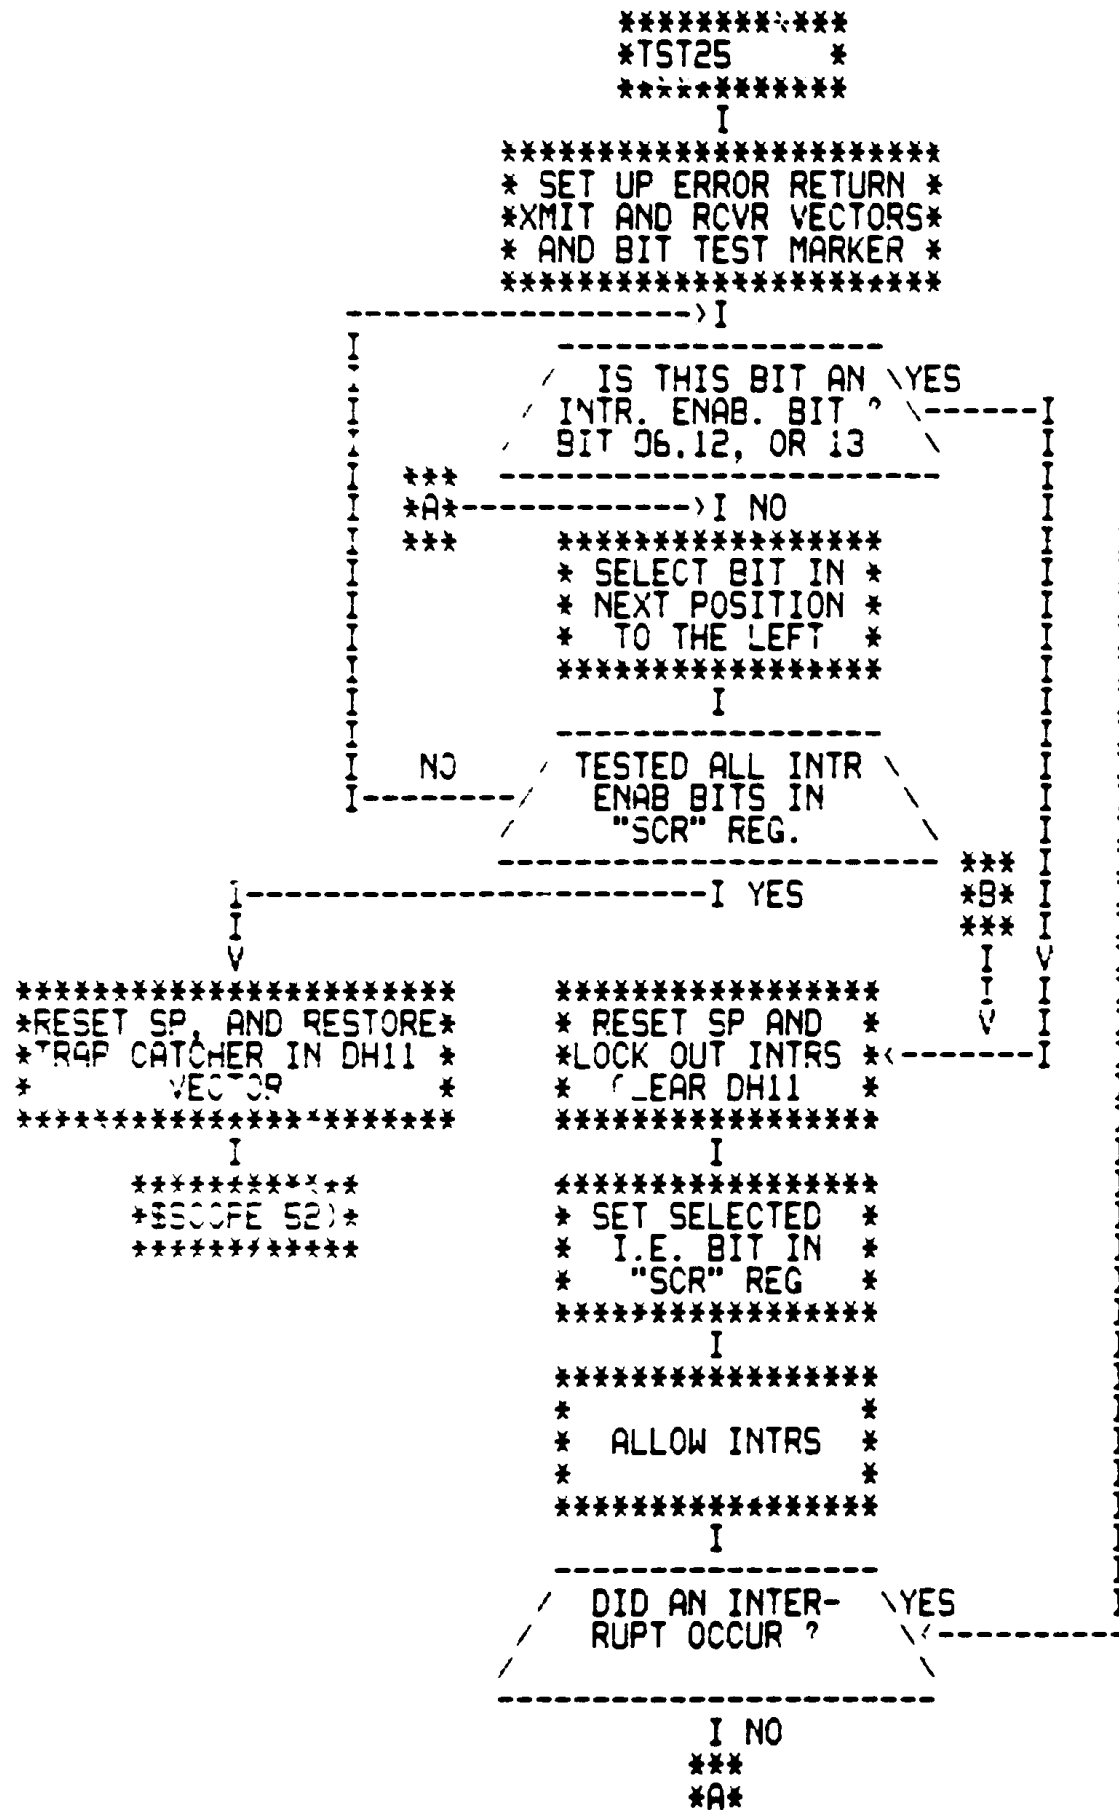 *TST25 *
* SET UP ERROR RETURN *
*XMIT AND RCVR VECTORS*
* AND BIT TEST MARKER *
IS THIS BIT AN YES
INTR. ENAB. BIT ?
BIT 06,12, OR 13
*A* NO
* SELECT BIT IN *
* NEXT POSITION *
* TO THE LEFT *
NO TESTED ALL INTR
ENAB BITS IN
"SCR" REG.
YES *B*
*RESET SP, AND RESTORE*
*TRAP CATCHER IN DH11 *
* VECTOR *
* RESET SP AND *
*LOCK OUT INTRS *
* CLEAR DH11 *
* SET SELECTED *
* I.E. BIT IN *
* "SCR" REG *
* ALLOW INTRS *
DID AN INTER- YES
RUPT OCCUR ?
NO
*A*